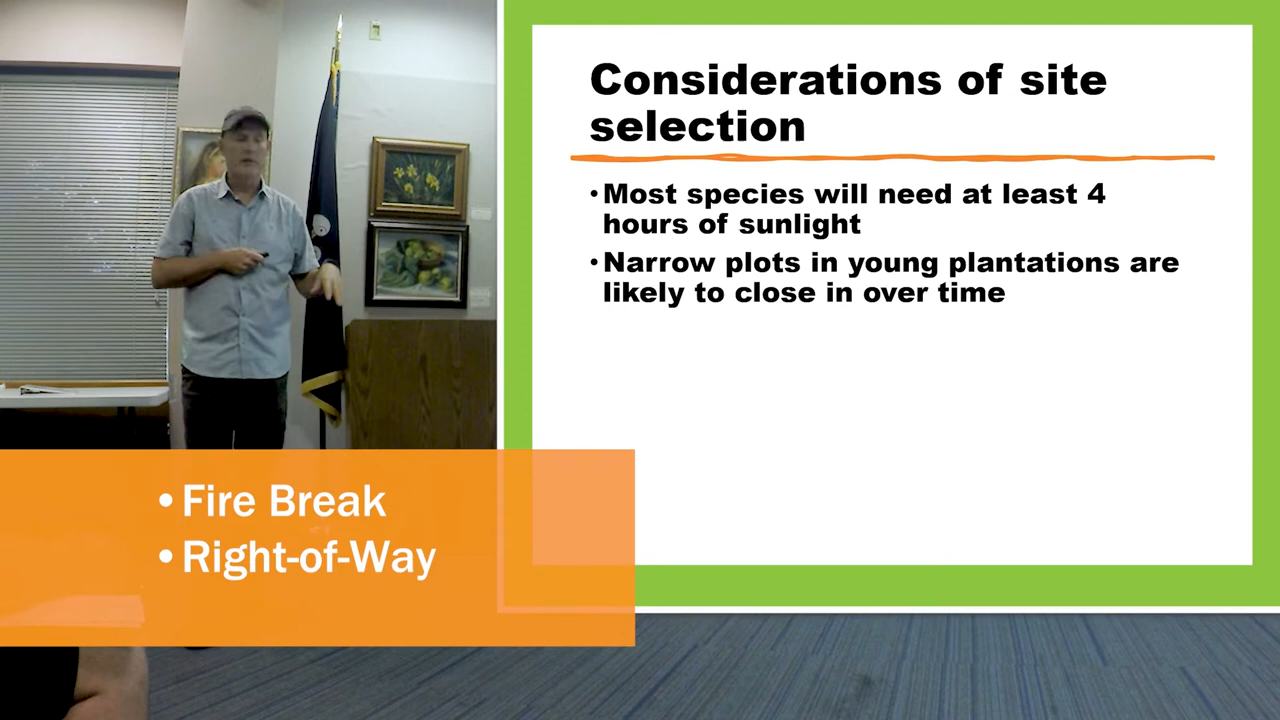 Considerations of site
selection
• Most species will need at least 4
hours of sunlight
• Narrow plots in young plantations are
likely to close in over time
• Fire Break
• Right-of-Way